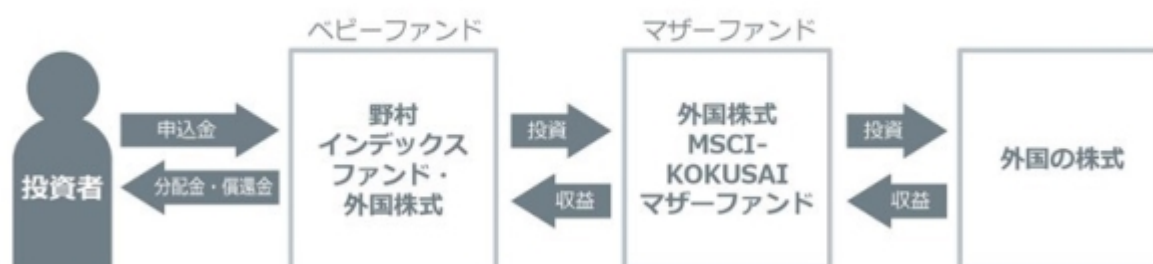 ベビーファンド
マザーファンド
投資者
申込金
分配金・償還金
野村
インデックス
ファンド・
外国株式
投資
収益
外国株式
MSCI-
KOKUSAI
マザーファンド
投資
収益
外国の株式